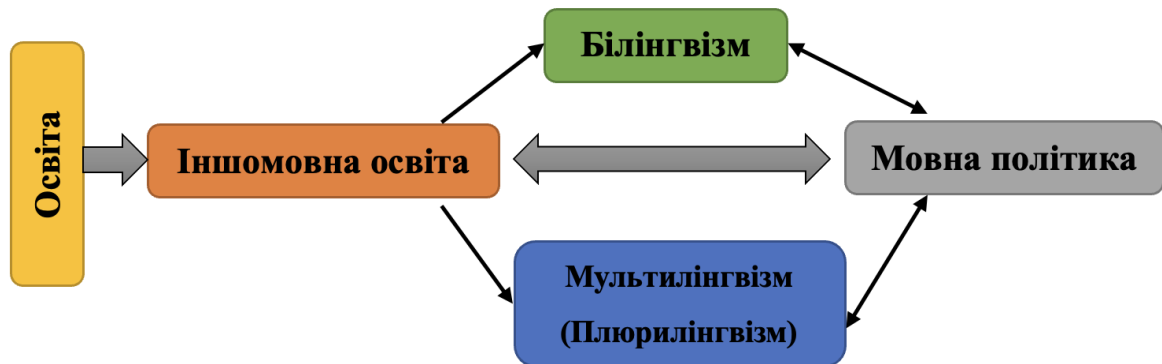 Освіта
Іншомовна освіта
Білінгвізм
Мультилінгвізм
(Плюрилінгвізм)
Мовна політика